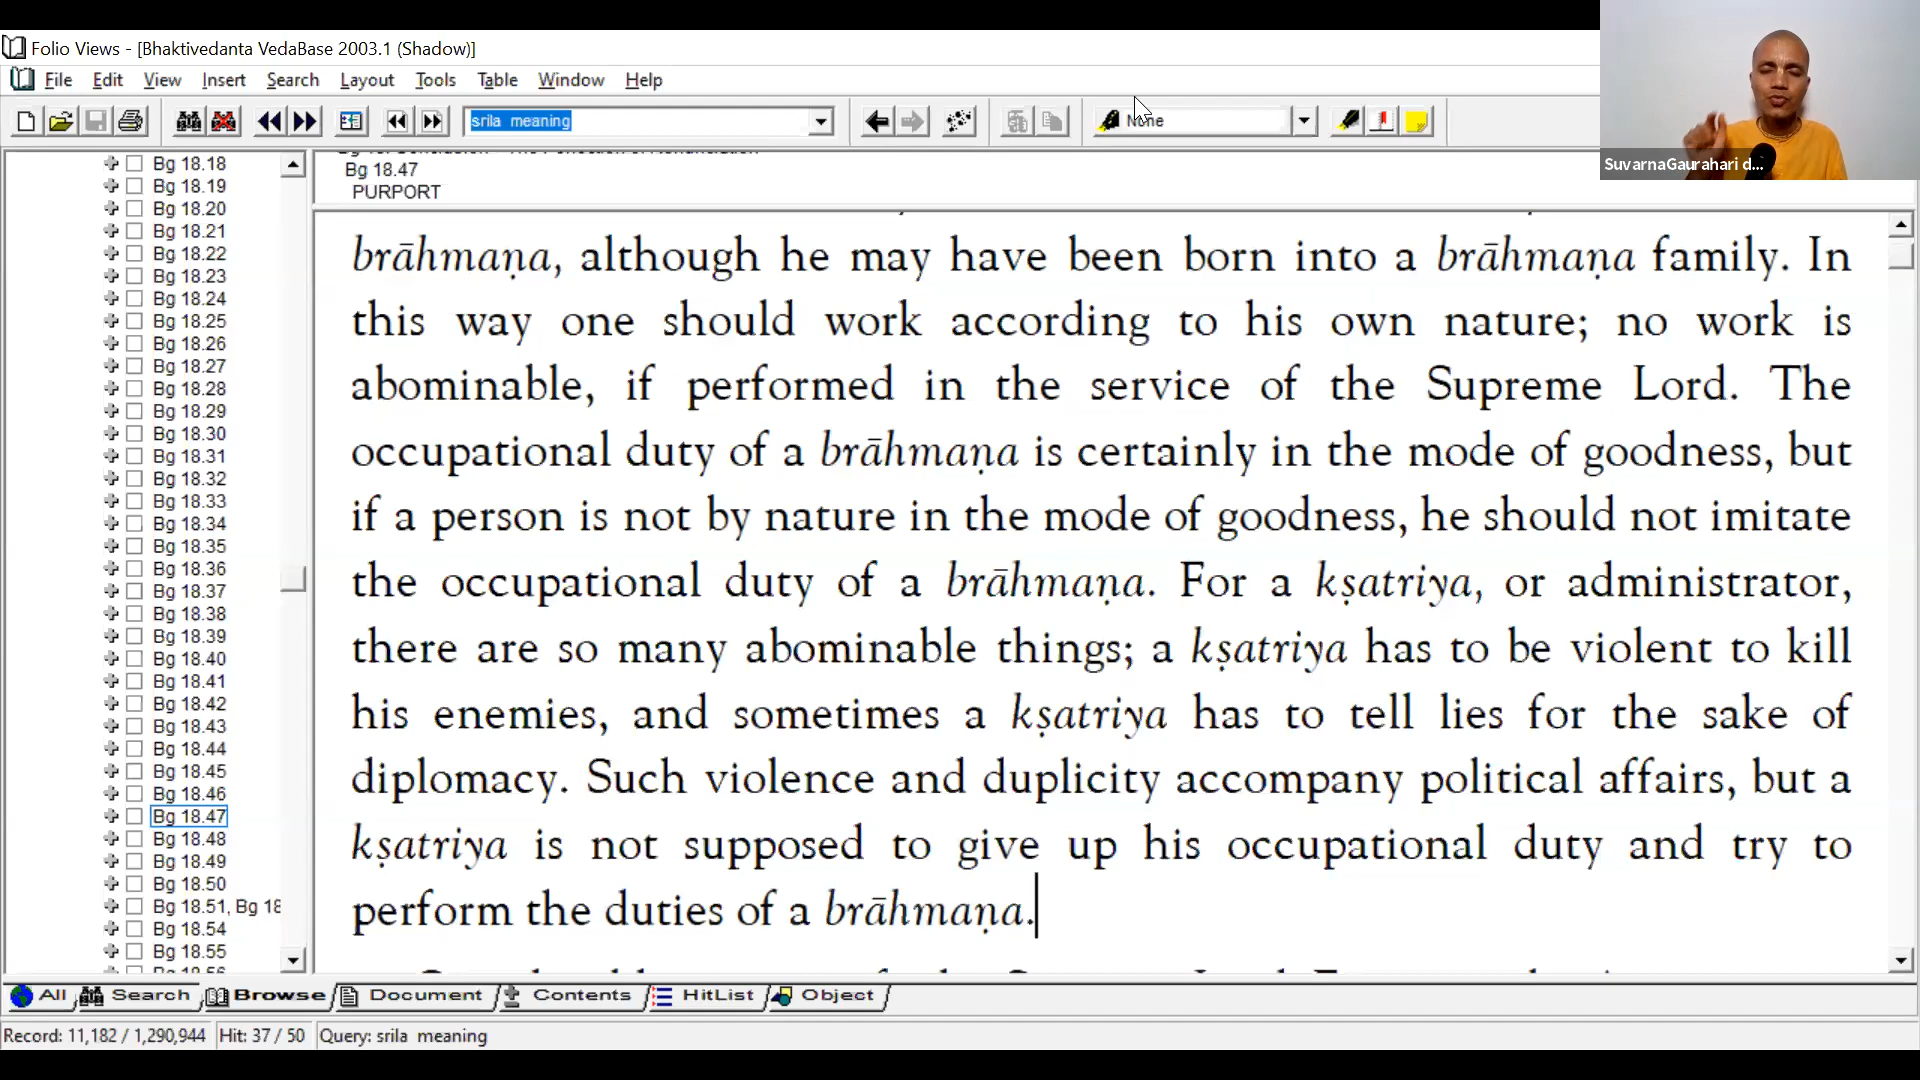 Folio Views - [Bhaktivedanta VedaBase 2003.1 (Shadow)]
File Edit View Insert Search Layout Tools Table Window Help
srila meaning
None
SuvarnaGaurahari d...
Bg 18.18
Bg 18.19
Bg 18.20
Bg 18.21
Bg 18.22
Bg 18.23
Bg 18.24
Bg 18.25
Bg 18.26
Bg 18.27
Bg 18.28
Bg 18.29
Bg 18.30
Bg 18.31
Bg 18.32
Bg 18.33
Bg 18.34
Bg 18.35
Bg 18.36
Bg 18.37
Bg 18.38
Bg 18.39
Bg 18.40
Bg 18.41
Bg 18.42
Bg 18.43
Bg 18.44
Bg 18.45
Bg 18.46
Bg 18.47
Bg 18.48
Bg 18.49
Bg 18.50
Bg 18.51, Bg 18
Bg 18.54
Bg 18.55
Bg 18.47
PURPORT
brāhmaṇa, although he may have been born into a brāhmaṇa family. In
this way one should work according to his own nature; no work is
abominable, if performed in the service of the Supreme Lord. The
occupational duty of a brāhmaṇa is certainly in the mode of goodness, but
if a person is not by nature in the mode of goodness, he should not imitate
the occupational duty of a brāhmaṇa. For a kṣatriya, or administrator,
there are so many abominable things; a kṣatriya has to be violent to kill
his enemies, and sometimes a kṣatriya has to tell lies for the sake of
diplomacy. Such violence and duplicity accompany political affairs, but a
kṣatriya is not supposed to give up his occupational duty and try to
perform the duties of a brāhmaṇa.
All Search Browse Document Contents HitList Object
Record: 11,182 / 1,290,944 Hit: 37 / 50 Query: srila meaning